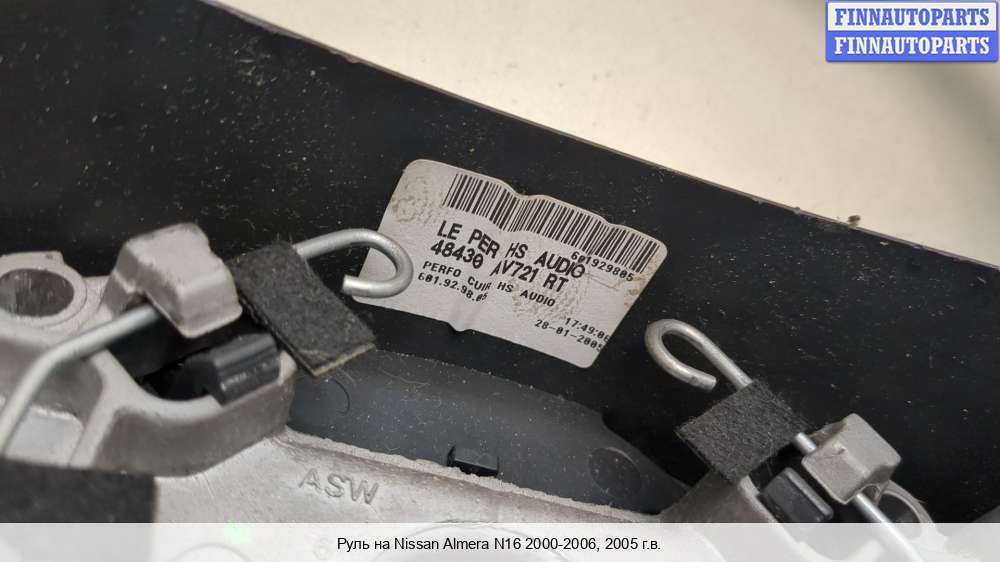 FINNAUTOPARTS
FINNAUTOPARTS
601929805
LE PER HS AUDIO
48430 AV721 RT
PERFO CUIR HS AUDIO
601.92.98.05
17:49:06
28-01-2005
ASW
Руль на Nissan Almera N16 2000-2006, 2005 г.в.